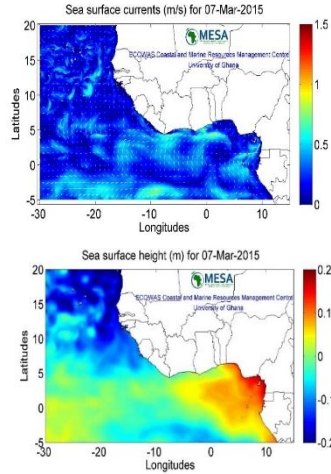 Sea surface currents (m/s) for 07-Mar-2015
MESA
ECOWAS Coastal and Marine Resources Management Centre
University of Ghana
Latitudes
20
15
10
5
0
-5
-30
-20
-10
0
10
Longitudes
1.5
1
0.5
0
Sea surface height (m) for 07-Mar-2015
MESA
ECOWAS Coastal and Marine Resources Management Centre
University of Ghana
Latitudes
20
15
10
5
0
-5
-30
-20
-10
0
10
Longitudes
0.2
0.1
0
-0.1
-0.2